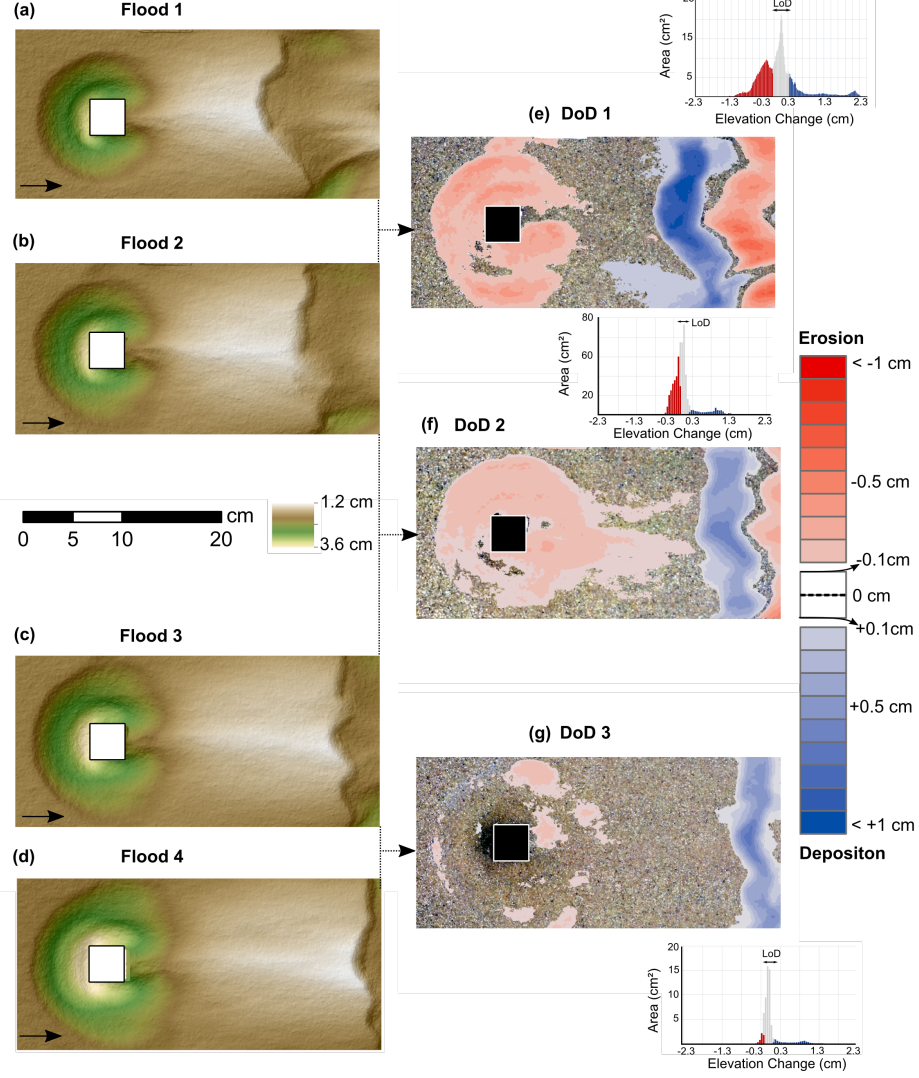 (a) Flood 1
LoD
Area (cm²)
15
5
-2.3 -1.3 -0.3 0.3 1.3 2.3
Elevation Change (cm)
(e) DoD 1
(b) Flood 2
80
60
20
Area (cm²)
LoD
-2.3 -1.3 -0.3 0.3 1.3 2.3
Elevation Change (cm)
(f) DoD 2
Erosion
< -1 cm
-0.5 cm
-0.1cm
0 cm
+0.1cm
+0.5 cm
< +1 cm
Depositon
cm
0 5 10 20
1.2 cm
3.6 cm
(c) Flood 3
(g) DoD 3
(d) Flood 4
20
15
10
5
Area (cm²)
LoD
-2.3 -1.3 -0.3 0.3 1.3 2.3
Elevation Change (cm)